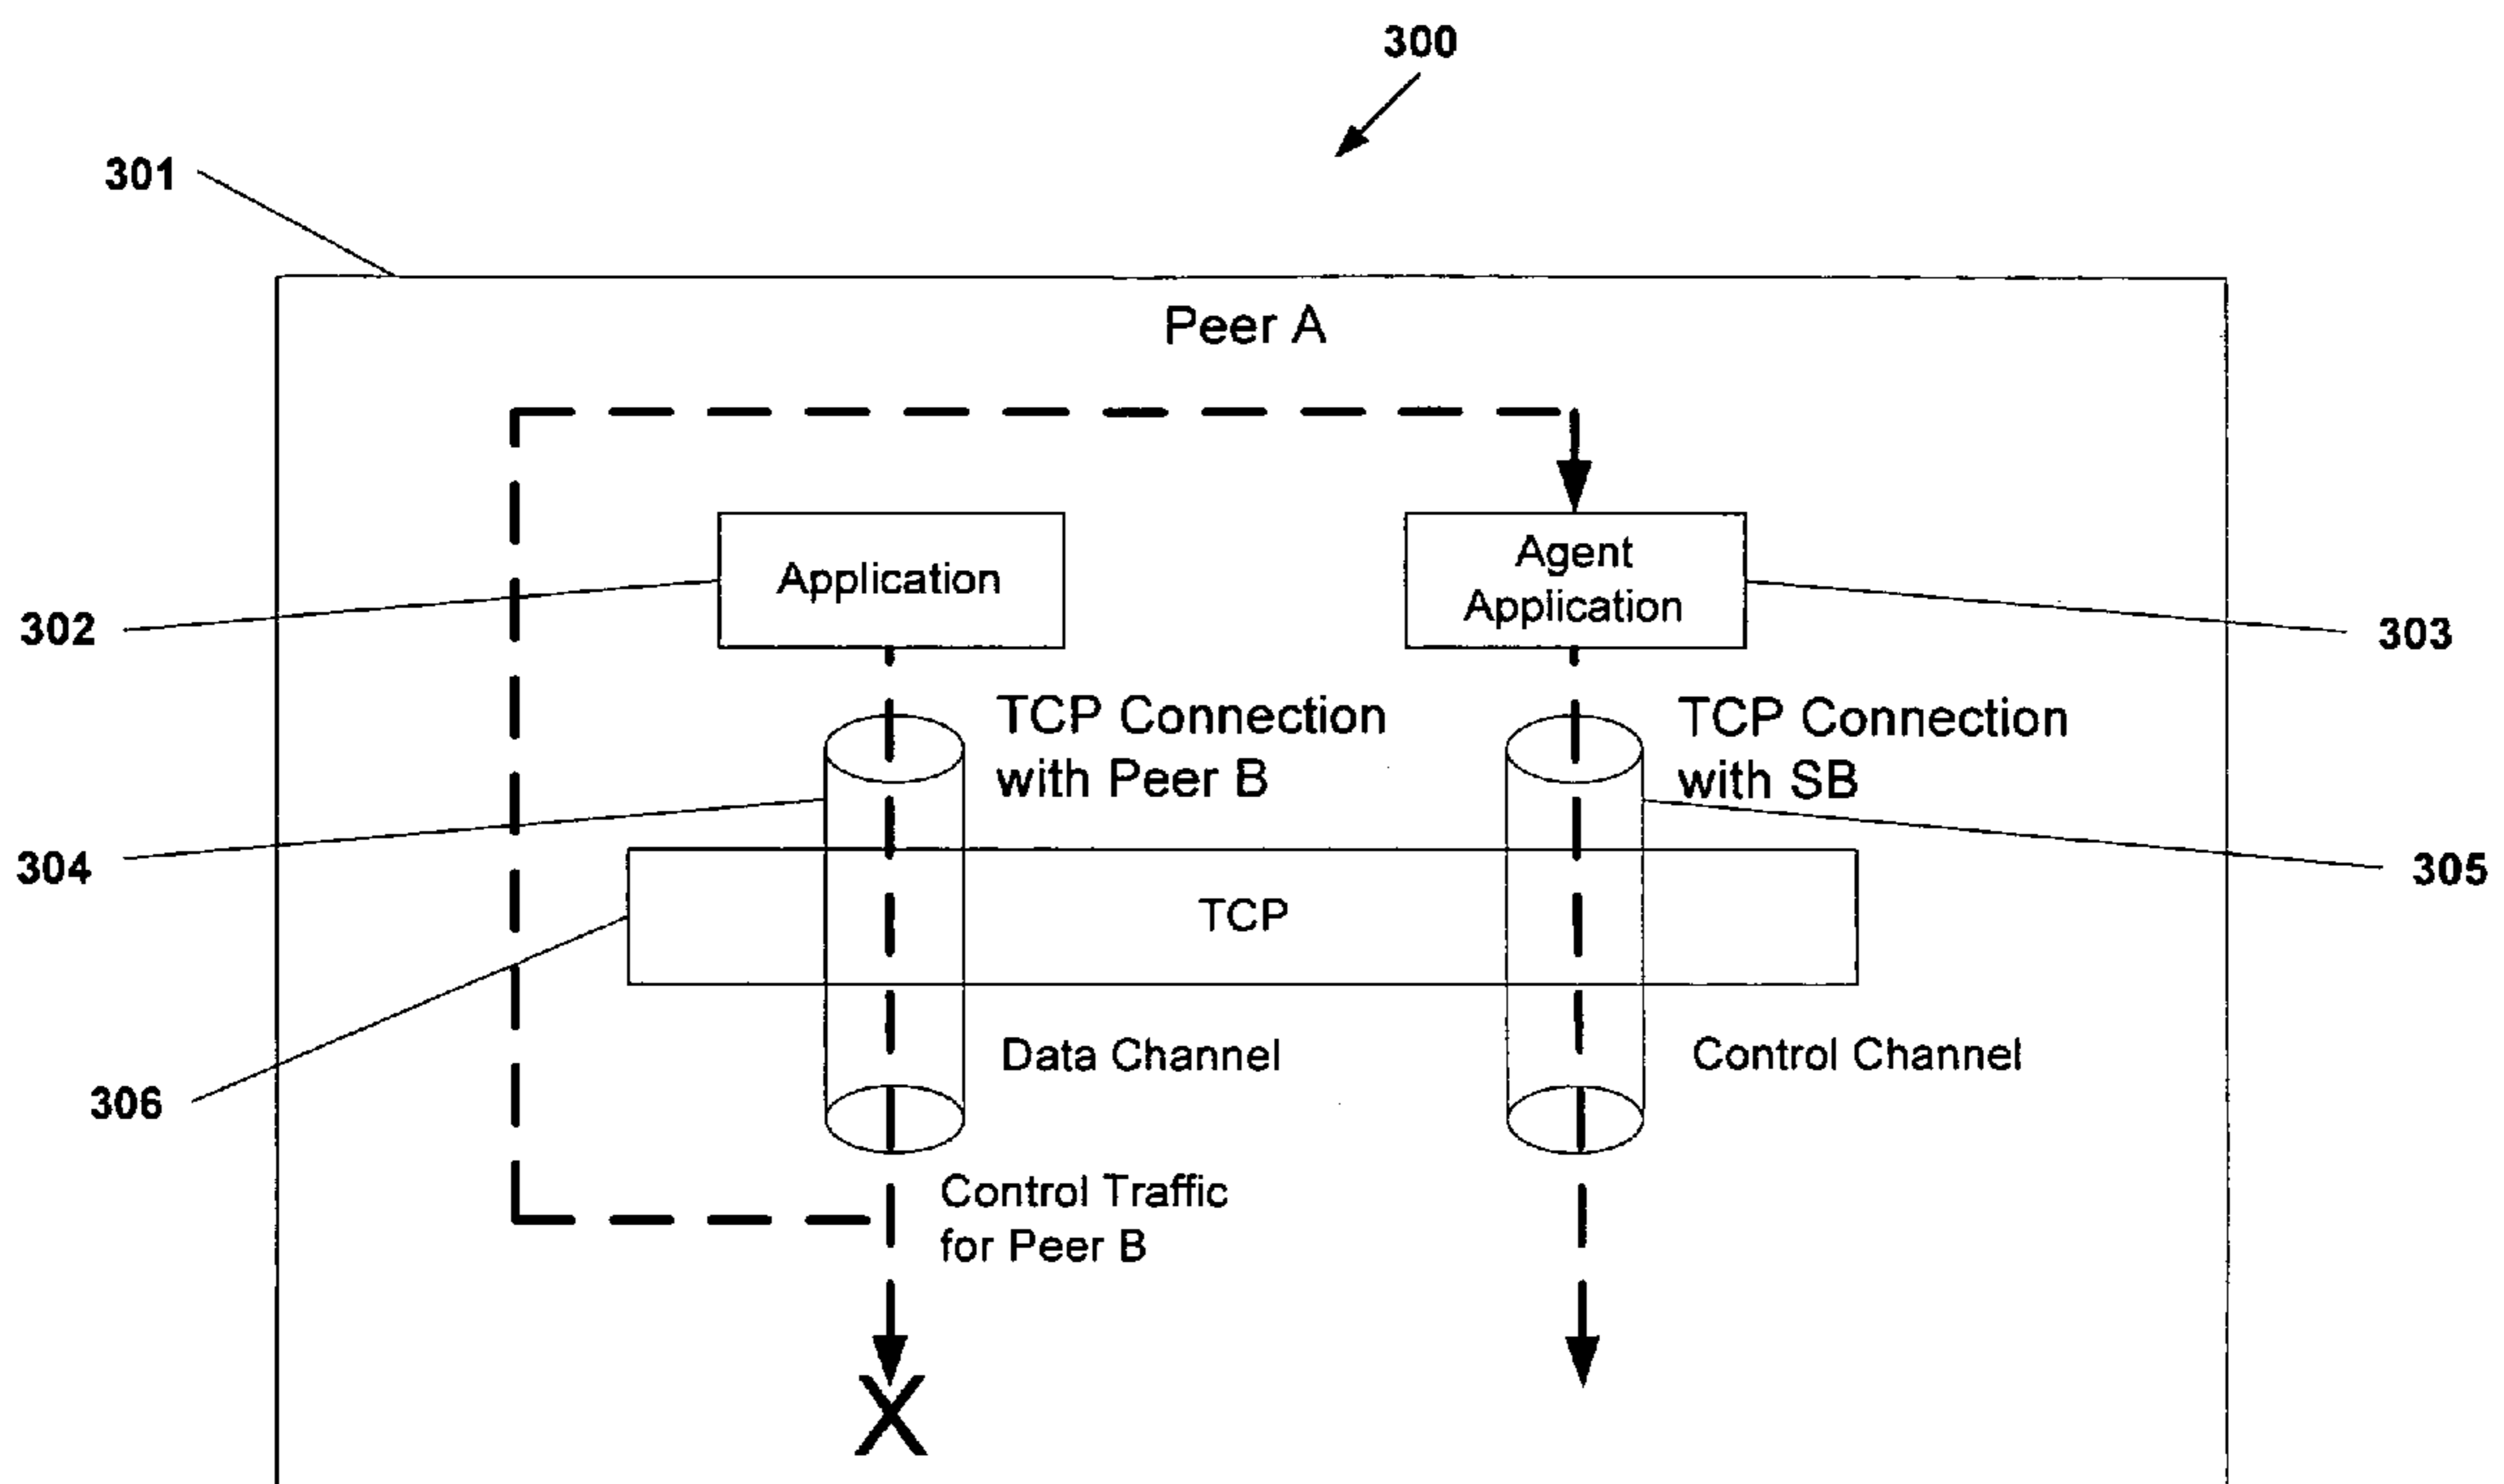 300
301
Peer A
Application
Agent
Application
302
303
TCP Connection
with Peer B
TCP Connection
with SB
304
305
TCP
Data Channel
Control Channel
306
Control Traffic
for Peer B
X